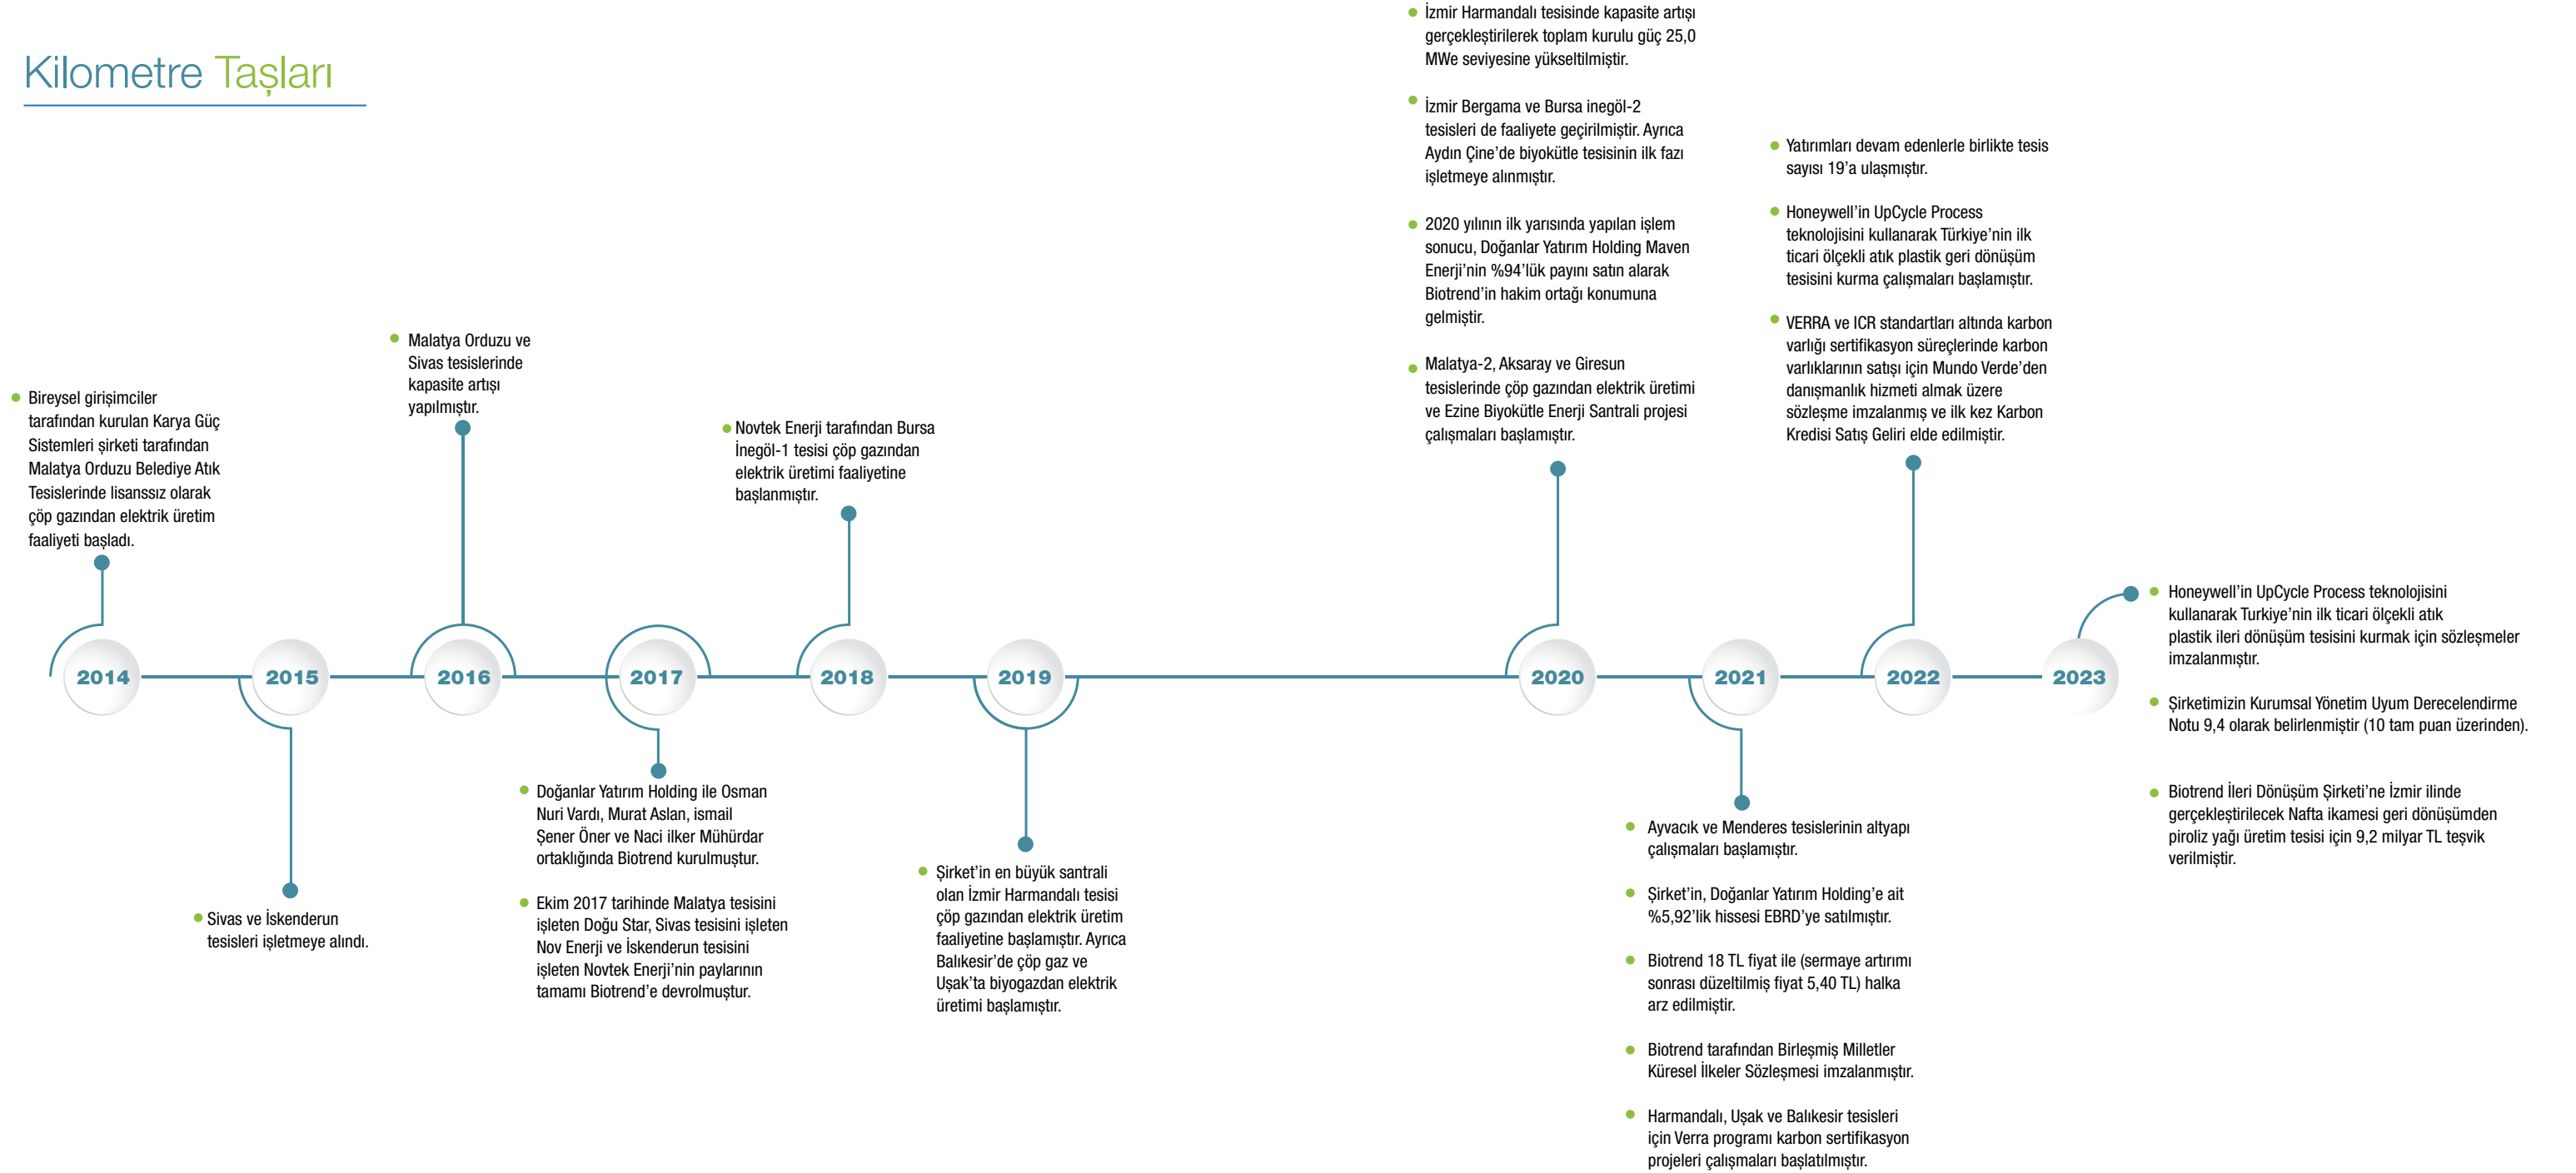 Kilometre Taşları
Bireysel girişimciler
tarafından kurulan Karya Güç
Sistemleri şirketi tarafından
Malatya Orduzu Belediye Atık
Tesislerinde lisanssız olarak
çöp gazından elektrik üretim
faaliyeti başladı.
2014
2015
Sivas ve İskenderun
tesisleri işletmeye alındı.
Malatya Orduzu ve
Sivas tesislerinde
kapasite artışı
yapılmıştır.
2016
2017
Doğanlar Yatırım Holding ile Osman
Nuri Vardı, Murat Aslan, ismail
Şener Öner ve Naci ilker Mühürdar
ortaklığında Biotrend kurulmuştur.
Ekim 2017 tarihinde Malatya tesisini
işleten Doğu Star, Sivas tesisini işleten
Nov Enerji ve İskenderun tesisini
işleten Novtek Enerji’nin paylarının
tamamı Biotrend’e devrolmuştur.
Novtek Enerji tarafından Bursa
İnegöl-1 tesisi çöp gazından
elektrik üretimi faaliyetine
başlanmıştır.
2018
2019
Şirket’in en büyük santrali
olan İzmir Harmandalı tesisi
çöp gazından elektrik üretim
faaliyetine başlamıştır. Ayrıca
Balıkesir’de çöp gaz ve
Uşak’ta biyogazdan elektrik
üretimi başlamıştır.
İzmir Harmandalı tesisinde kapasite artışı
gerçekleştirilerek toplam kurulu güç 25,0
MWe seviyesine yükseltilmiştir.
İzmir Bergama ve Bursa inegöl-2
tesisleri de faaliyete geçirilmiştir. Ayrıca
Aydın Çine’de biyokütle tesisinin ilk fazı
işletmeye alınmıştır.
2020 yılının ilk yarısında yapılan işlem
sonucu, Doğanlar Yatırım Holding Maven
Enerji’nin %94’lük payını satın alarak
Biotrend’in hakim ortağı konumuna
gelmiştir.
Malatya-2, Aksaray ve Giresun
tesislerinde çöp gazından elektrik üretimi
ve Ezine Biyokütle Enerji Santrali projesi
çalışmaları başlamıştır.
2020
2021
Ayvacık ve Menderes tesislerinin altyapı
çalışmaları başlamıştır.
Şirket’in, Doğanlar Yatırım Holding’e ait
%5,92’lik hissesi EBRD’ye satılmıştır.
Biotrend 18 TL fiyat ile (sermaye artırımı
sonrası düzeltilmiş fiyat 5,40 TL) halka
arz edilmiştir.
Biotrend tarafından Birleşmiş Milletler
Küresel İlkeler Sözleşmesi imzalanmıştır.
Harmandalı, Uşak ve Balıkesir tesisleri
için Verra programı karbon sertifikasyon
projeleri çalışmaları başlatılmıştır.
Yatırımları devam edenlerle birlikte tesis
sayısı 19’a ulaşmıştır.
Honeywell’in UpCycle Process
teknolojisini kullanarak Türkiye’nin ilk
ticari ölçekli atık plastik geri dönüşüm
tesisini kurma çalışmaları başlamıştır.
VERRA ve ICR standartları altında karbon
varlığı sertifikasyon süreçlerinde karbon
varlıklarının satışı için Mundo Verde’den
danışmanlık hizmeti almak üzere
sözleşme imzalanmış ve ilk kez Karbon
Kredisi Satış Geliri elde edilmiştir.
2022
2023
Honeywell’in UpCycle Process teknolojisini
kullanarak Turkiye’nin ilk ticari ölçekli atık
plastik ileri dönüşüm tesisini kurmak için sözleşmeler
imzalanmıştır.
Şirketimizin Kurumsal Yönetim Uyum Derecelendirme
Notu 9,4 olarak belirlenmiştir (10 tam puan üzerinden).
Biotrend İleri Dönüşüm Şirketi’ne İzmir ilinde
gerçekleştirilecek Nafta ikamesi geri dönüşümden
piroliz yağı üretim tesisi için 9,2 milyar TL teşvik
verilmiştir.